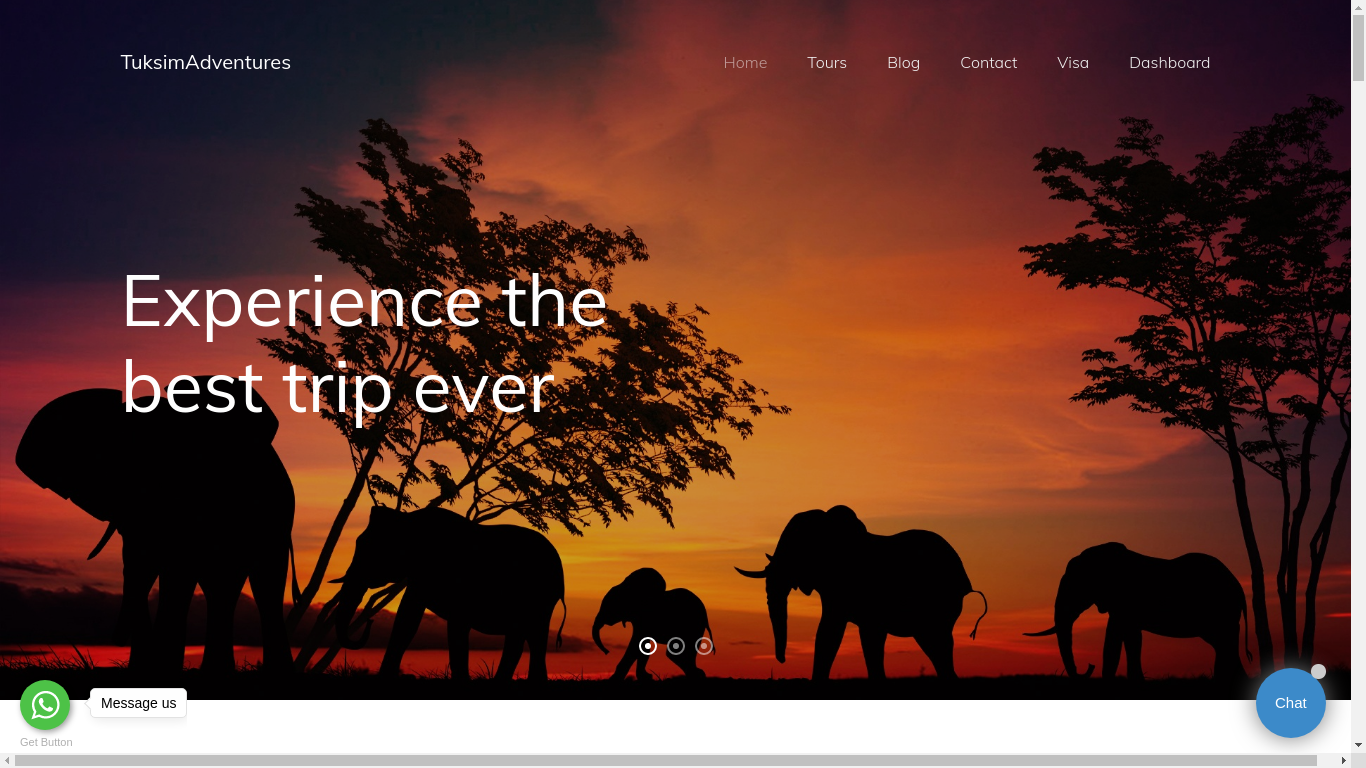 TuksimAdventures
Home Tours Blog Contact Visa Dashboard
Experience the
best trip ever
Message us
Get Button
Chat